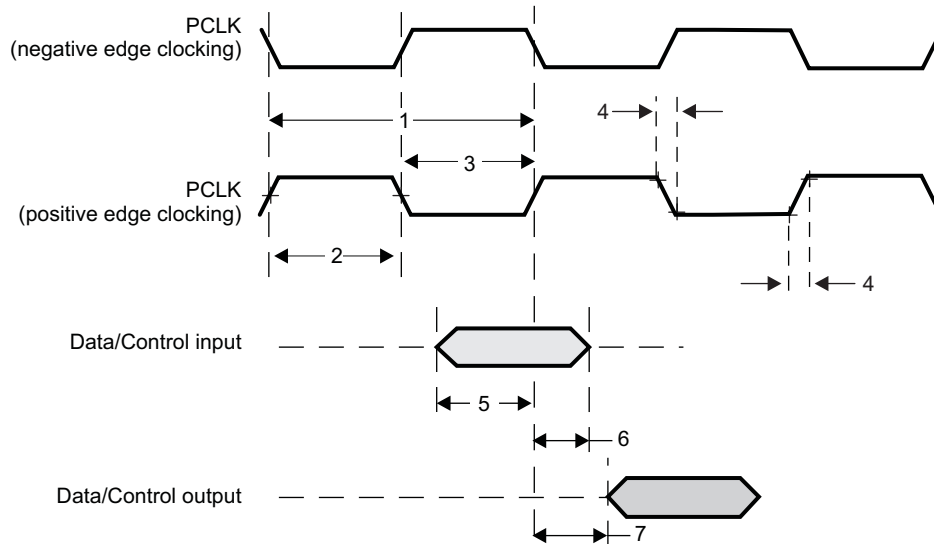 PCLK
(negative edge clocking)
1
4
3
PCLK
(positive edge clocking)
2
4
Data/Control input
5
6
Data/Control output
7